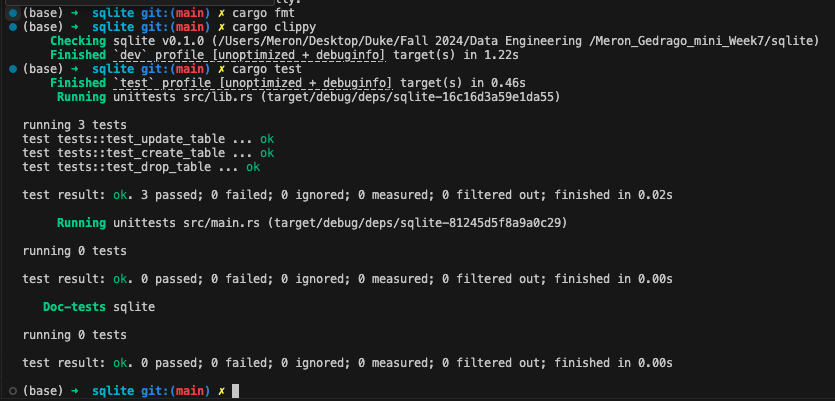 (base) ➜ sqlite git:(main) ✗ cargo fmt
(base) ➜ sqlite git:(main) ✗ cargo clippy
Checking sqlite v0.1.0 (/Users/Meron/Desktop/Duke/Fall 2024/Data Engineering /Meron_Gedrago_mini_Week7/sqlite)
Finished `dev` profile [unoptimized + debuginfo] target(s) in 1.22s
(base) ➜ sqlite git:(main) ✗ cargo test
Finished `test` profile [unoptimized + debuginfo] target(s) in 0.46s
Running unittests src/lib.rs (target/debug/deps/sqlite-16c16d3a59e1da55)
running 3 tests
test tests::test_update_table ... ok
test tests::test_create_table ... ok
test tests::test_drop_table ... ok
test result: ok. 3 passed; 0 failed; 0 ignored; 0 measured; 0 filtered out; finished in 0.02s
Running unittests src/main.rs (target/debug/deps/sqlite-81245d5f8a9a0c29)
running 0 tests
test result: ok. 0 passed; 0 failed; 0 ignored; 0 measured; 0 filtered out; finished in 0.00s
Doc-tests sqlite
running 0 tests
test result: ok. 0 passed; 0 failed; 0 ignored; 0 measured; 0 filtered out; finished in 0.00s
(base) ➜ sqlite git:(main) ✗